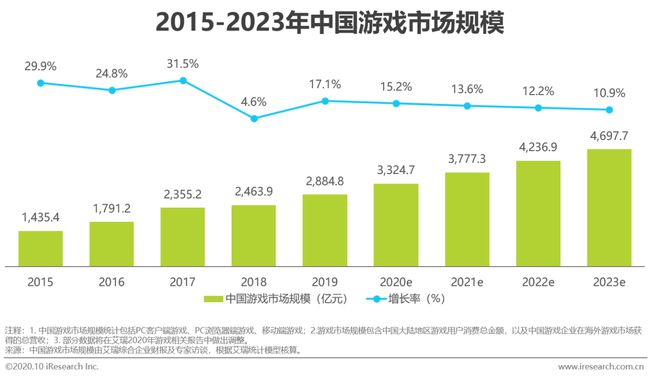 2015-2023年中国游戏市场规模
29.9% 24.8% 31.5% 4.6% 17.1% 15.2% 13.6% 12.2% 10.9%
1,435.4 1,791.2 2,355.2 2,463.9 2,884.8 3,324.7 3,777.3 4,236.9 4,697.7
2015 2016 2017 2018 2019 2020e 2021e 2022e 2023e
中国游戏市场规模（亿元） 增长率（%）
注释：1. 中国游戏市场规模统计包括PC客户端游戏、PC浏览器端游戏、移动端游戏；2.游戏市场规模包含中国大陆地区游戏用户消费总金额，以及中国游戏企业在海外游戏市场获
得的总营收；3. 部分数据将在艾瑞2020年游戏相关报告中做出调整。
来源：中国游戏市场规模由艾瑞综合企业财报及专家访谈，根据艾瑞统计模型核算。
©2020.10 iResearch Inc. www.iresearch.com.cn